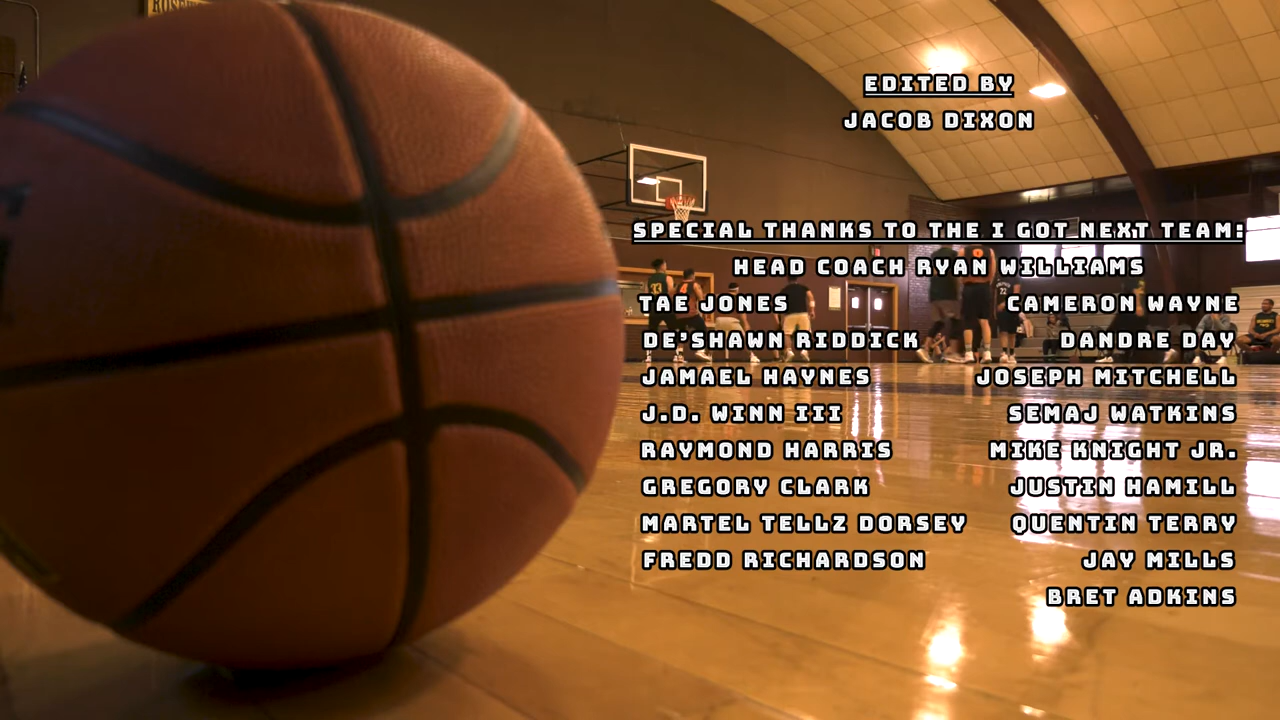 EDITED BY
JACOB DIXON
SPECIAL THANKS TO THE I GOT NEXT TEAM:
HEAD COACH RYAN WILLIAMS
TAE JONES CAMERON WAYNE
DE'SHAWN RIDDICK DANDRE DAY
JAMAEL HAYNES JOSEPH MITCHELL
J.D. WINN III SEMAJ WATKINS
RAYMOND HARRIS MIKE KNIGHT JR.
GREGORY CLARK JUSTIN HAMILL
MARTEL TELLZ DORSEY QUENTIN TERRY
FREDD RICHARDSON JAY MILLS
BRET ADKINS